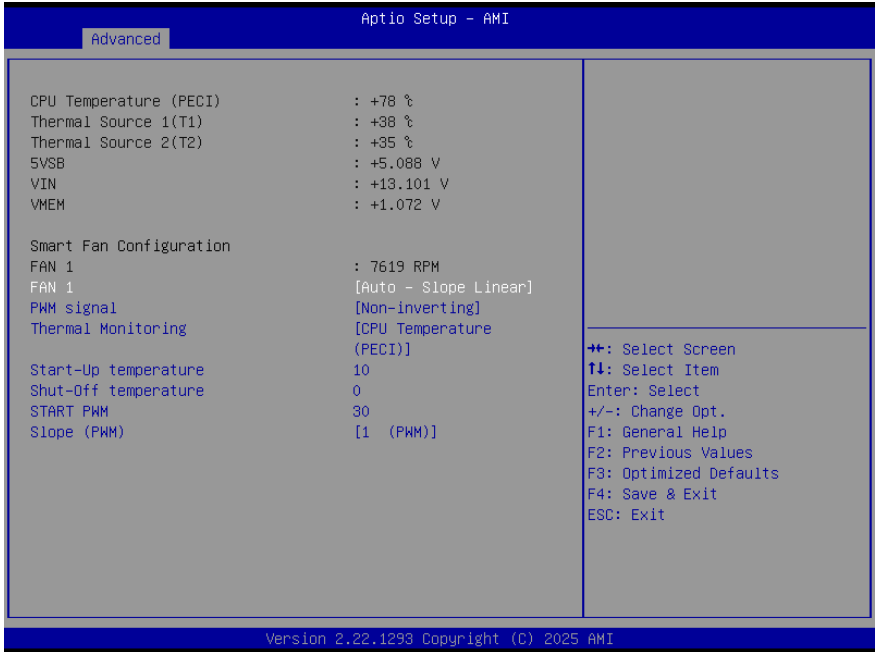 Aptio Setup – AMI
Advanced
CPU Temperature (PECI) : +78 ℃
Thermal Source 1(T1) : +38 ℃
Thermal Source 2(T2) : +35 ℃
5VSB : +5.088 V
VIN : +13.101 V
VMEM : +1.072 V
Smart Fan Configuration
FAN 1 : 7619 RPM
FAN 1 [Auto – Slope Linear]
PWM signal [Non-inverting]
Thermal Monitoring [CPU Temperature
(PECI)]
Start-Up temperature 10
Shut-Off temperature 0
START PWM 30
Slope (PWM) [1 (PWM)]
→←: Select Screen
↑↓: Select Item
Enter: Select
+/-: Change Opt.
F1: General Help
F2: Previous Values
F3: Optimized Defaults
F4: Save & Exit
ESC: Exit
Version 2.22.1293 Copyright (C) 2025 AMI